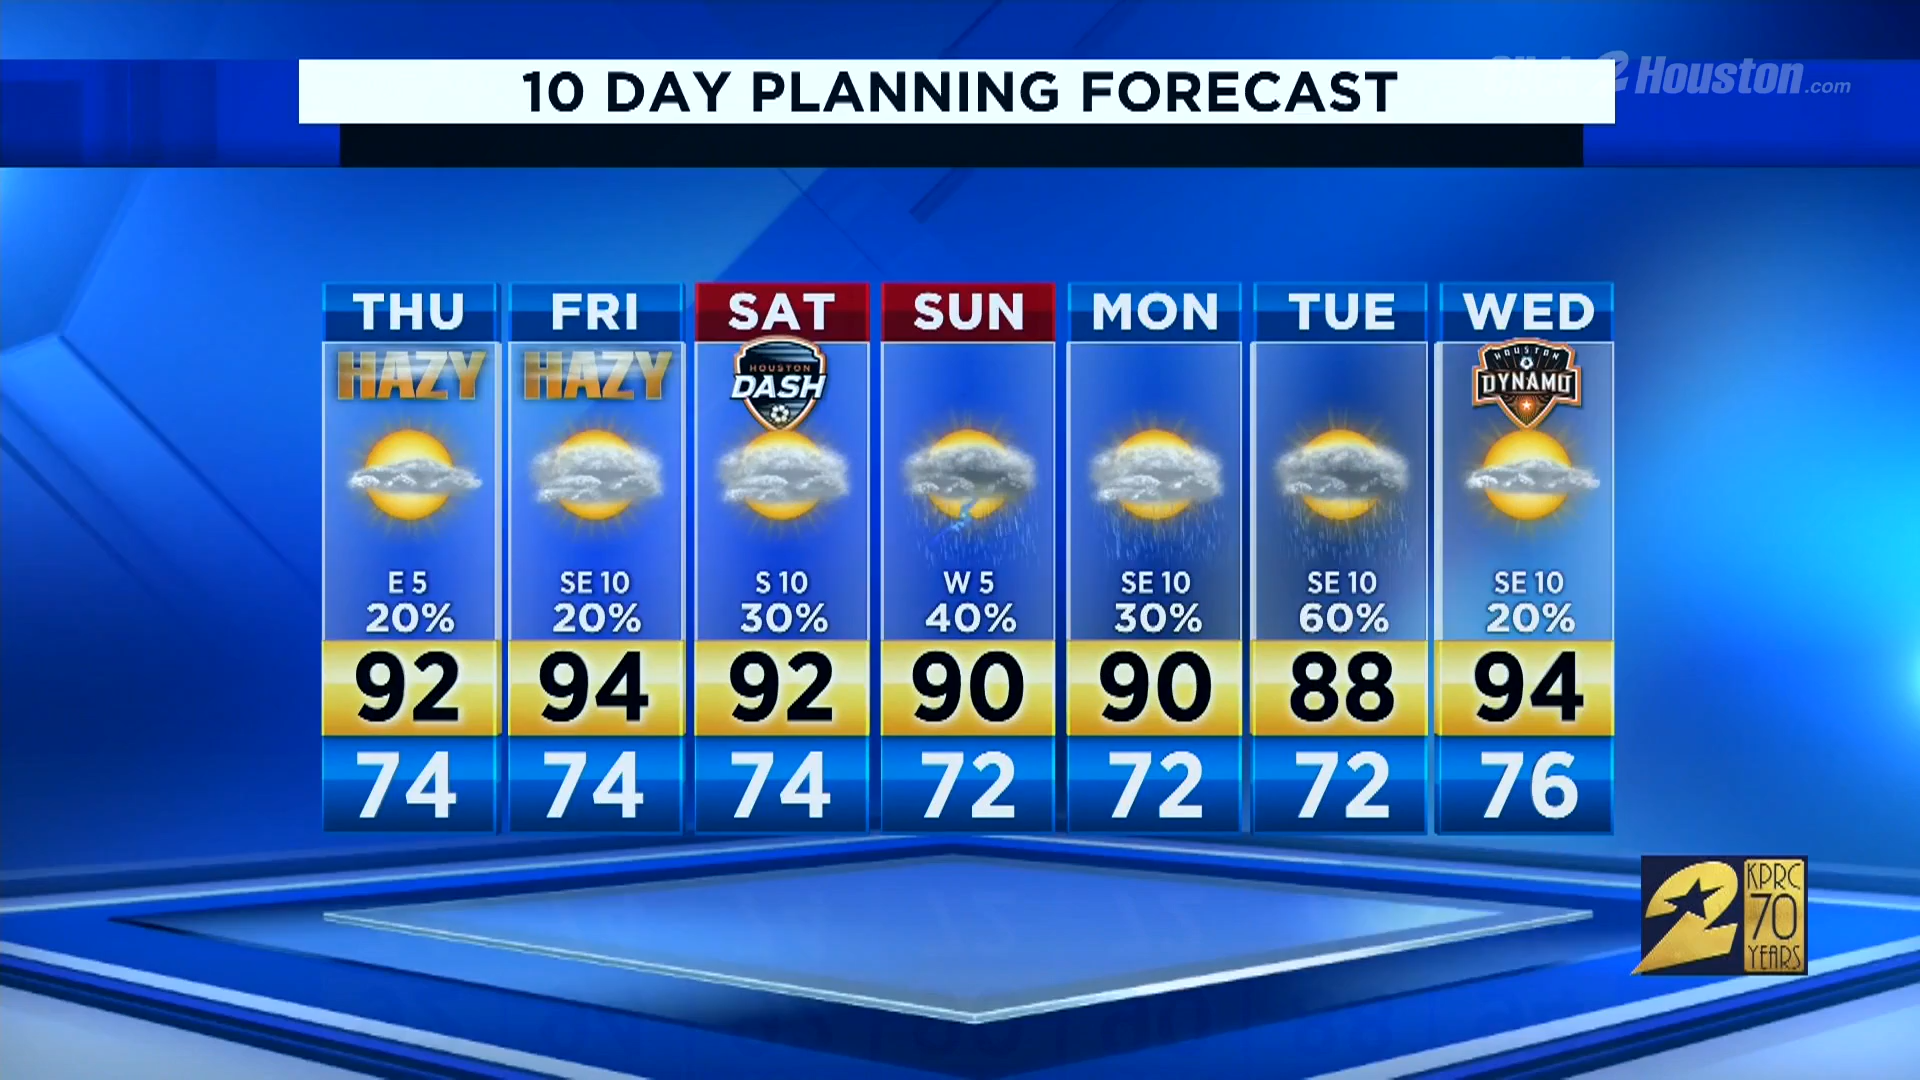 10 DAY PLANNING FORECAST
2Houston.com
THU FRI SAT SUN MON TUE WED
HAZY HAZY HOUSTON DASH HOUSTON DYNAMO
E 5 SE 10 S 10 W 5 SE 10 SE 10 SE 10
20% 20% 30% 40% 30% 60% 20%
92 94 92 90 90 88 94
74 74 74 72 72 72 76
2 KPRC
70
YEARS